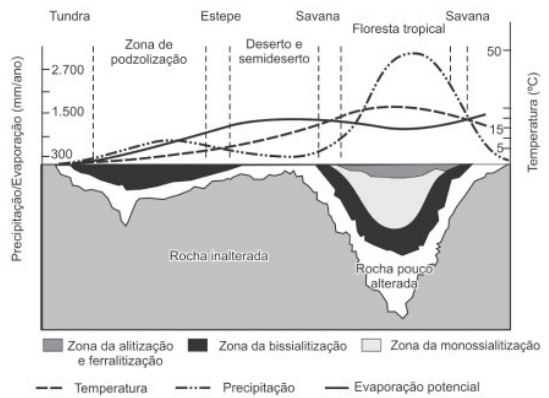 Tundra Estepe Savana Savana
Floresta tropical
Zona de
podzolização
Deserto e
semideserto
Precipitação/Evaporação (mm/ano)
2.700
1.500
300
50
15
5
Temperatura (ºC)
Rocha inalterada
Rocha pouco
alterada
Zona da alitização
e ferralitização
Zona da bissialitização
Zona da monossialitização
Temperatura
Precipitação
Evaporação potencial